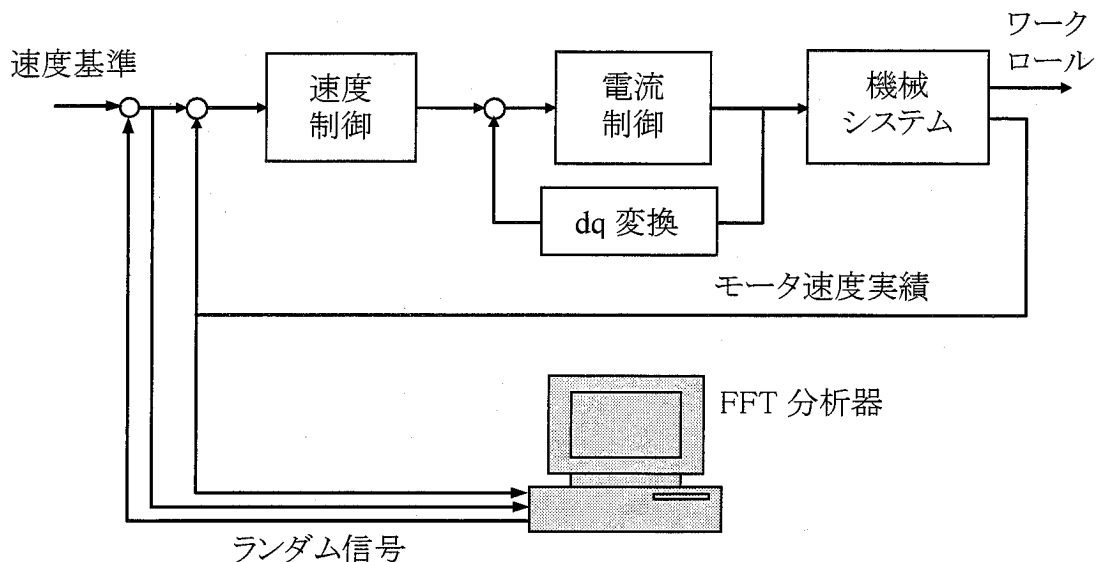 速度基準
速度
制御
電流
制御
機械
システム
ワーク
ロール
dq 変換
モータ速度実績
FFT 分析器
ランダム信号